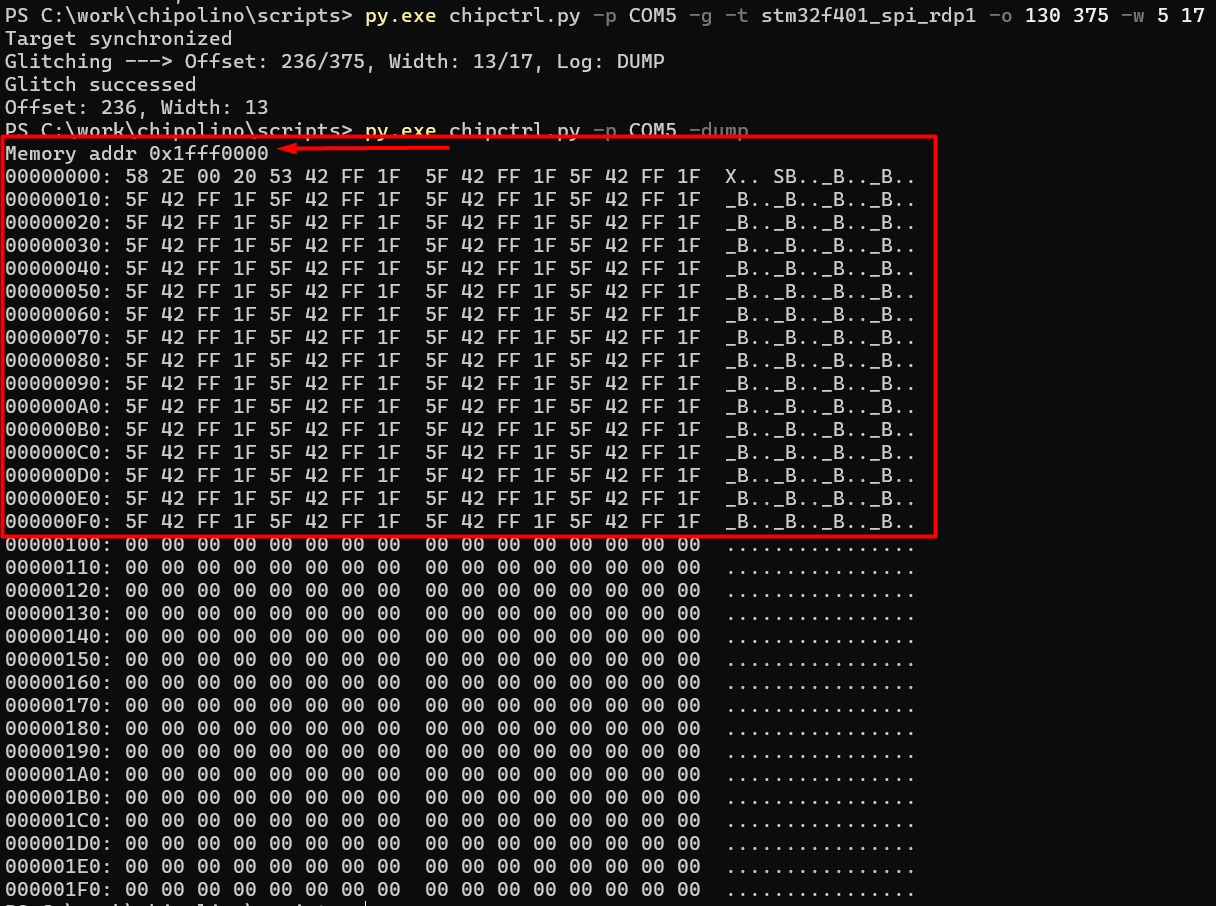 PS C:\work\chipolino\scripts> py.exe chipctrl.py -p COM5 -g -t stm32f401_spi_rdp1 -o 130 375 -w 5 17
Target synchronized
Glitching ---> Offset: 236/375, Width: 13/17, Log: DUMP
Glitch successed
Offset: 236, Width: 13
PS C:\work\chipolino\scripts> py.exe chipctrl.py -p COM5 -dump
Memory addr 0x1fff0000
00000000: 58 2E 00 20 53 42 FF 1F  5F 42 FF 1F 5F 42 FF 1F  X.. SB.._B.._B..
00000010: 5F 42 FF 1F 5F 42 FF 1F  5F 42 FF 1F 5F 42 FF 1F  _B.._B.._B.._B..
00000020: 5F 42 FF 1F 5F 42 FF 1F  5F 42 FF 1F 5F 42 FF 1F  _B.._B.._B.._B..
00000030: 5F 42 FF 1F 5F 42 FF 1F  5F 42 FF 1F 5F 42 FF 1F  _B.._B.._B.._B..
00000040: 5F 42 FF 1F 5F 42 FF 1F  5F 42 FF 1F 5F 42 FF 1F  _B.._B.._B.._B..
00000050: 5F 42 FF 1F 5F 42 FF 1F  5F 42 FF 1F 5F 42 FF 1F  _B.._B.._B.._B..
00000060: 5F 42 FF 1F 5F 42 FF 1F  5F 42 FF 1F 5F 42 FF 1F  _B.._B.._B.._B..
00000070: 5F 42 FF 1F 5F 42 FF 1F  5F 42 FF 1F 5F 42 FF 1F  _B.._B.._B.._B..
00000080: 5F 42 FF 1F 5F 42 FF 1F  5F 42 FF 1F 5F 42 FF 1F  _B.._B.._B.._B..
00000090: 5F 42 FF 1F 5F 42 FF 1F  5F 42 FF 1F 5F 42 FF 1F  _B.._B.._B.._B..
000000A0: 5F 42 FF 1F 5F 42 FF 1F  5F 42 FF 1F 5F 42 FF 1F  _B.._B.._B.._B..
000000B0: 5F 42 FF 1F 5F 42 FF 1F  5F 42 FF 1F 5F 42 FF 1F  _B.._B.._B.._B..
000000C0: 5F 42 FF 1F 5F 42 FF 1F  5F 42 FF 1F 5F 42 FF 1F  _B.._B.._B.._B..
000000D0: 5F 42 FF 1F 5F 42 FF 1F  5F 42 FF 1F 5F 42 FF 1F  _B.._B.._B.._B..
000000E0: 5F 42 FF 1F 5F 42 FF 1F  5F 42 FF 1F 5F 42 FF 1F  _B.._B.._B.._B..
000000F0: 5F 42 FF 1F 5F 42 FF 1F  5F 42 FF 1F 5F 42 FF 1F  _B.._B.._B.._B..
00000100: 00 00 00 00 00 00 00 00  00 00 00 00 00 00 00 00  ................
00000110: 00 00 00 00 00 00 00 00  00 00 00 00 00 00 00 00  ................
00000120: 00 00 00 00 00 00 00 00  00 00 00 00 00 00 00 00  ................
00000130: 00 00 00 00 00 00 00 00  00 00 00 00 00 00 00 00  ................
00000140: 00 00 00 00 00 00 00 00  00 00 00 00 00 00 00 00  ................
00000150: 00 00 00 00 00 00 00 00  00 00 00 00 00 00 00 00  ................
00000160: 00 00 00 00 00 00 00 00  00 00 00 00 00 00 00 00  ................
00000170: 00 00 00 00 00 00 00 00  00 00 00 00 00 00 00 00  ................
00000180: 00 00 00 00 00 00 00 00  00 00 00 00 00 00 00 00  ................
00000190: 00 00 00 00 00 00 00 00  00 00 00 00 00 00 00 00  ................
000001A0: 00 00 00 00 00 00 00 00  00 00 00 00 00 00 00 00  ................
000001B0: 00 00 00 00 00 00 00 00  00 00 00 00 00 00 00 00  ................
000001C0: 00 00 00 00 00 00 00 00  00 00 00 00 00 00 00 00  ................
000001D0: 00 00 00 00 00 00 00 00  00 00 00 00 00 00 00 00  ................
000001E0: 00 00 00 00 00 00 00 00  00 00 00 00 00 00 00 00  ................
000001F0: 00 00 00 00 00 00 00 00  00 00 00 00 00 00 00 00  ................